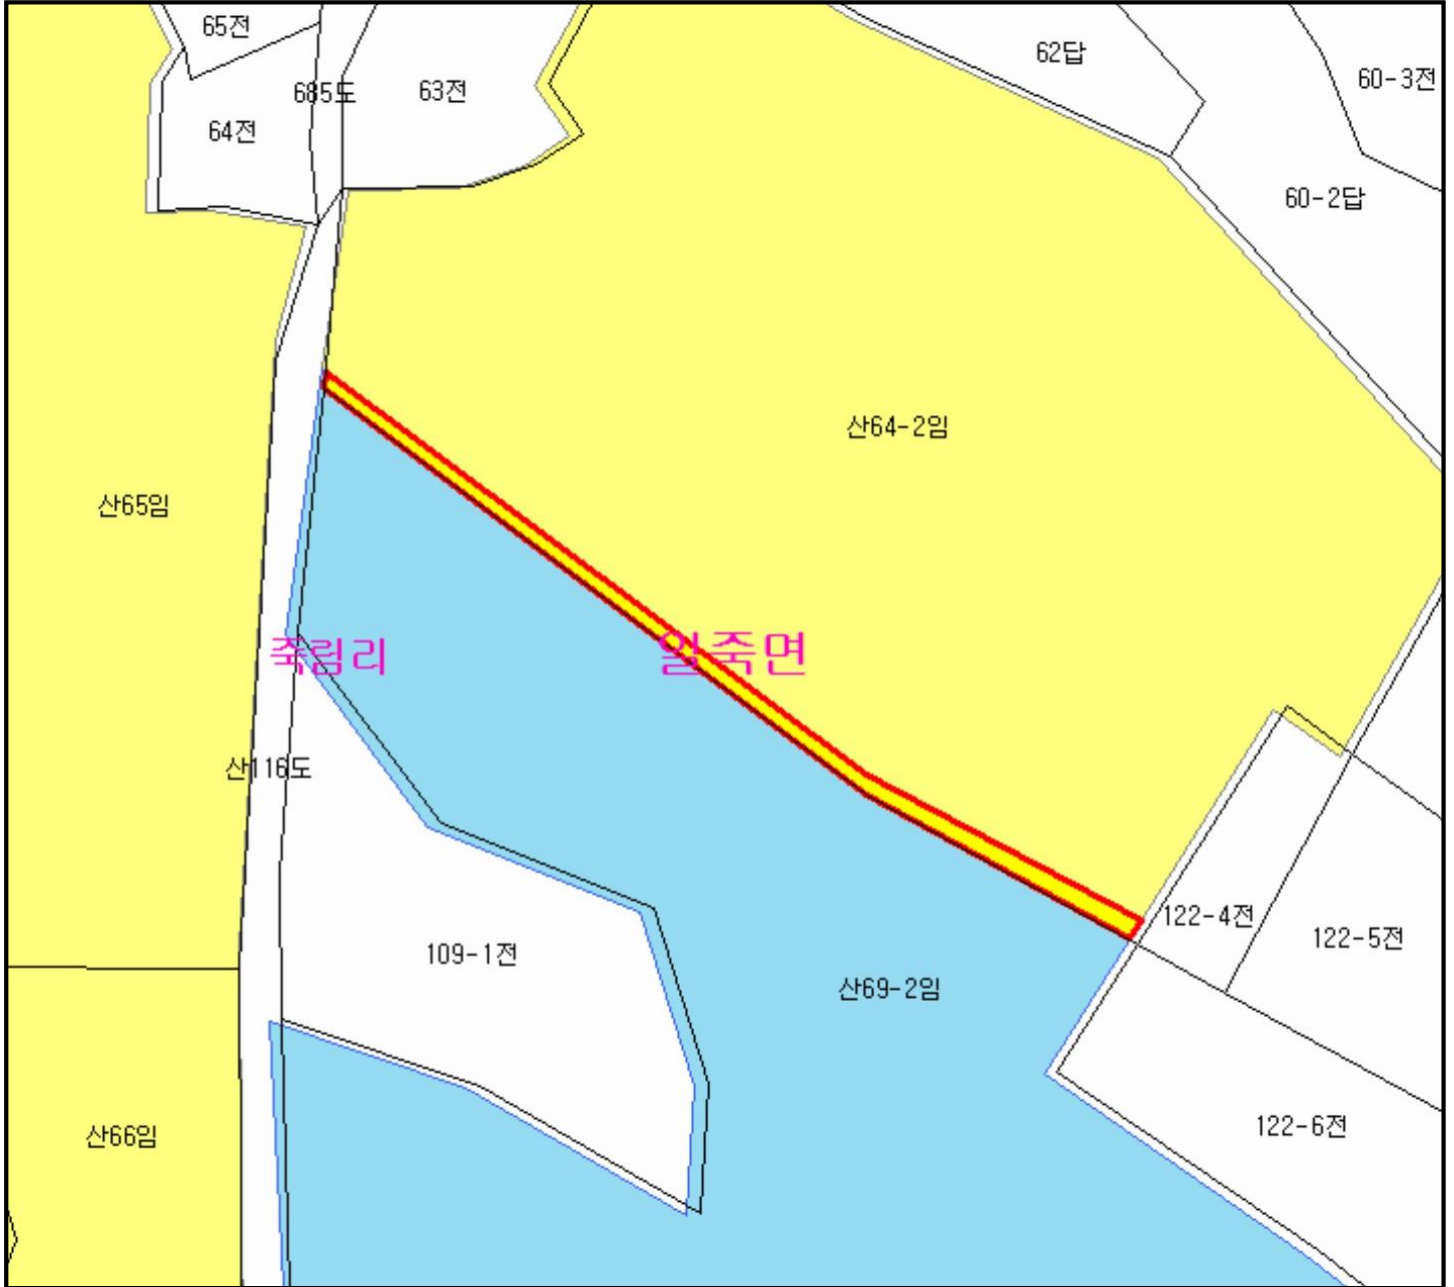 65전
62답
60-3전
685도
63전
64전
60-2답
산64-2임
산65임
죽림리
일죽면
산116도
122-4전
122-5전
109-1전
산69-2임
122-6전
산66임